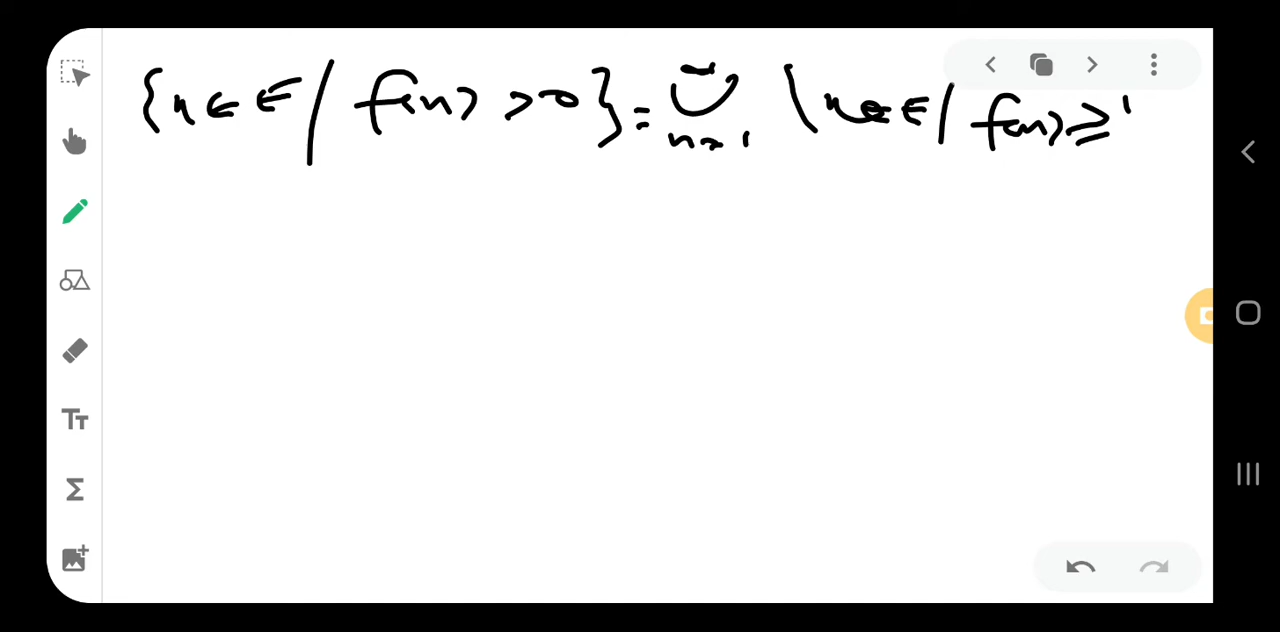 {x ∈ E / f(x) > 0} = ⋃_{n=1}^{∞} {x ∈ E / f(x) ≥ 1